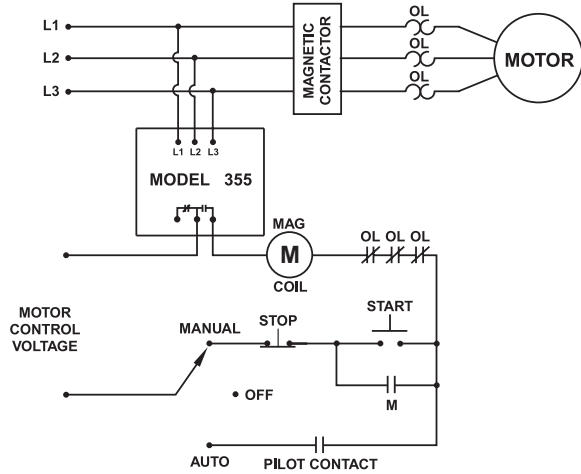 L1
L2
L3
MAGNETIC
CONTACTOR
OL
OL
OL
MOTOR
L1 L2 L3
MODEL 355
MAG
M
COIL
OL OL OL
MOTOR
CONTROL
VOLTAGE
MANUAL
STOP
START
OFF
M
AUTO
PILOT CONTACT